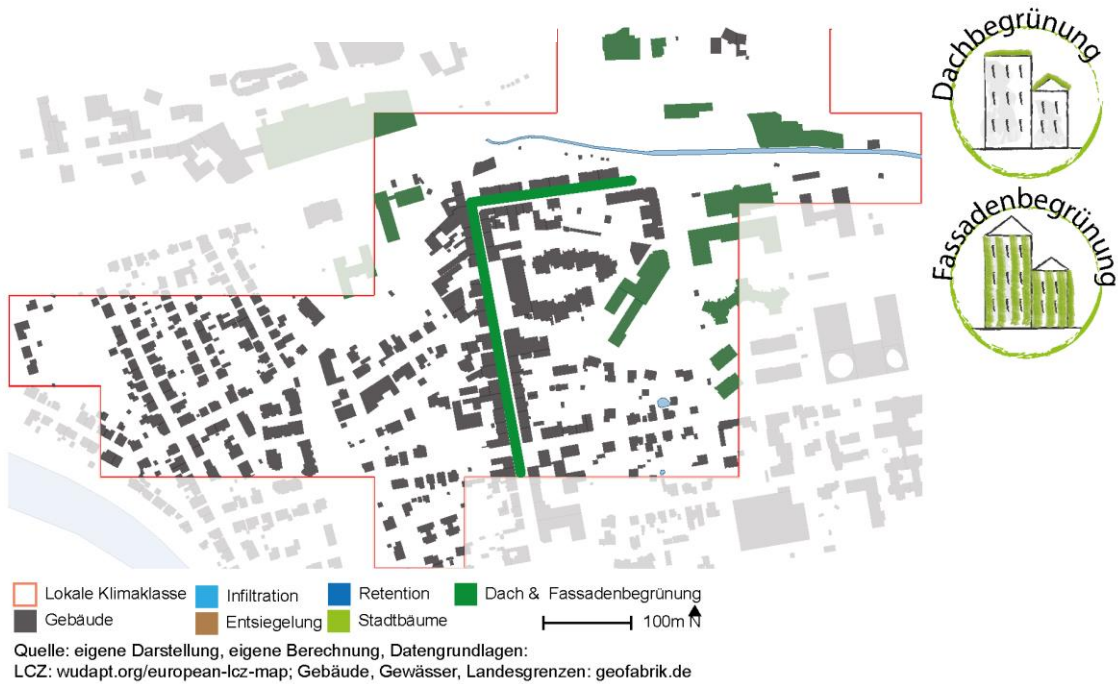 Dachbegrünung
Fassadenbegrünung
Lokale Klimaklasse
Infiltration
Retention
Dach & Fassadenbegrünung
Gebäude
Entsiegelung
Stadtbäume
100m N
Quelle: eigene Darstellung, eigene Berechnung, Datengrundlagen:
LCZ: wudapt.org/european-lcz-map; Gebäude, Gewässer, Landesgrenzen: geofabrik.de